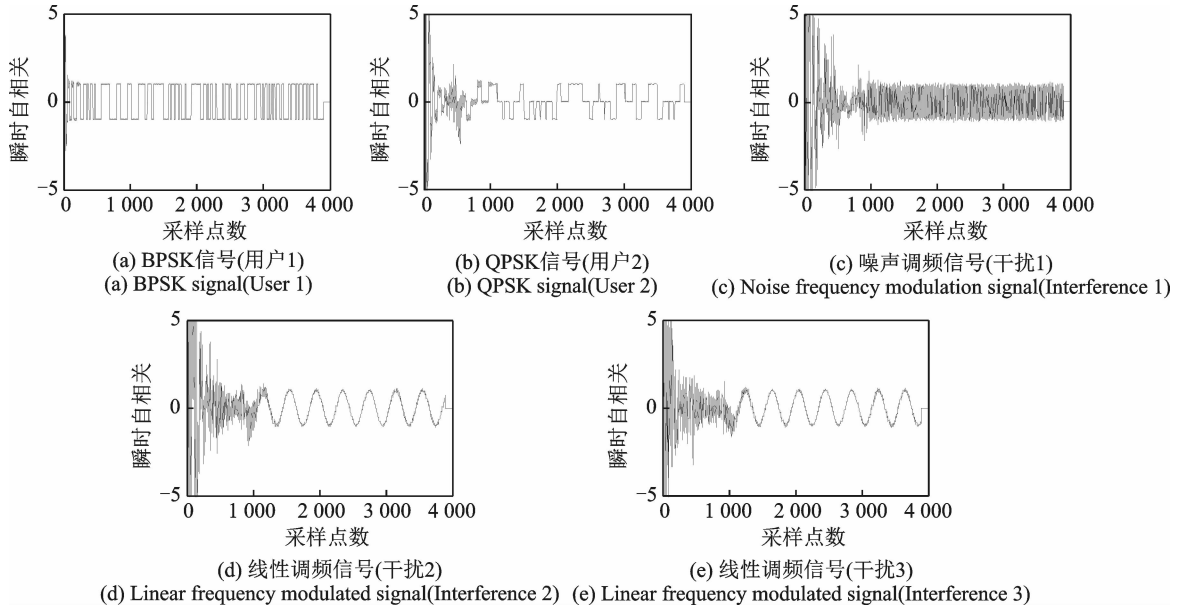 5
0
−5
瞬时自相关
0 1 000 2 000 3 000 4 000
采样点数
(a) BPSK信号(用户1)
(a) BPSK signal(User 1)
5
0
−5
瞬时自相关
0 1 000 2 000 3 000 4 000
采样点数
(b) QPSK信号(用户2)
(b) QPSK signal(User 2)
5
0
−5
瞬时自相关
0 1 000 2 000 3 000 4 000
采样点数
(c) 噪声调频信号(干扰1)
(c) Noise frequency modulation signal(Interference 1)
5
0
−5
瞬时自相关
0 1 000 2 000 3 000 4 000
采样点数
(d) 线性调频信号(干扰2)
(d) Linear frequency modulated signal(Interference 2)
5
0
−5
瞬时自相关
0 1 000 2 000 3 000 4 000
采样点数
(e) 线性调频信号(干扰3)
(e) Linear frequency modulated signal(Interference 3)